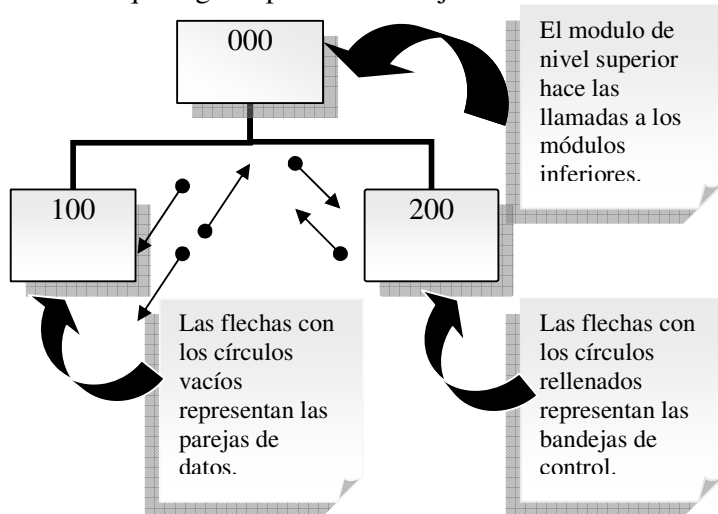 000
El modulo de
nivel superior
hace las
llamadas a los
módulos
inferiores.
100
200
Las flechas con
los círculos
vacíos
representan las
parejas de
datos.
Las flechas con
los círculos
rellenados
representan las
bandejas de
control.